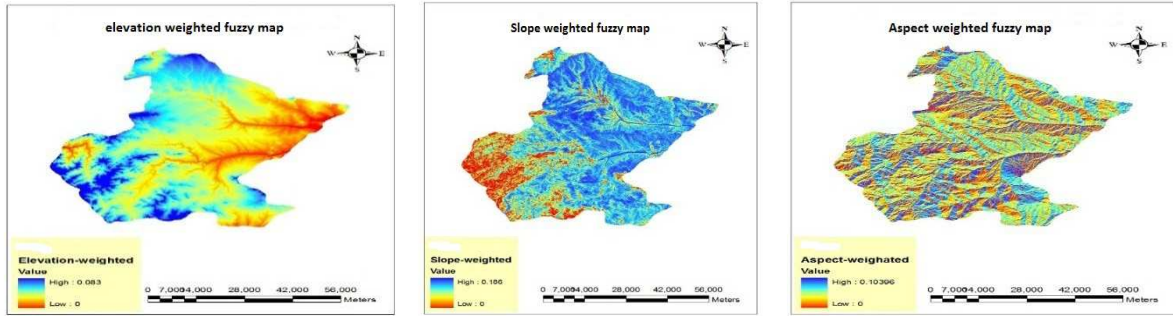 elevation weighted fuzzy map
N
W E
S
Elevation-weighted
Value
High : 0.083
Low : 0
0 7,00014,000 28,000 42,000 56,000
Meters
Slope weighted fuzzy map
N
W E
S
Slope-weighted
Value
High : 0.186
Low : 0
0 7,00014,000 28,000 42,000 56,000
Meters
Aspect weighted fuzzy map
N
W E
S
Aspect-weighated
Value
High : 0.10396
Low : 0
0 7,00014,000 28,000 42,000 56,000
Meters